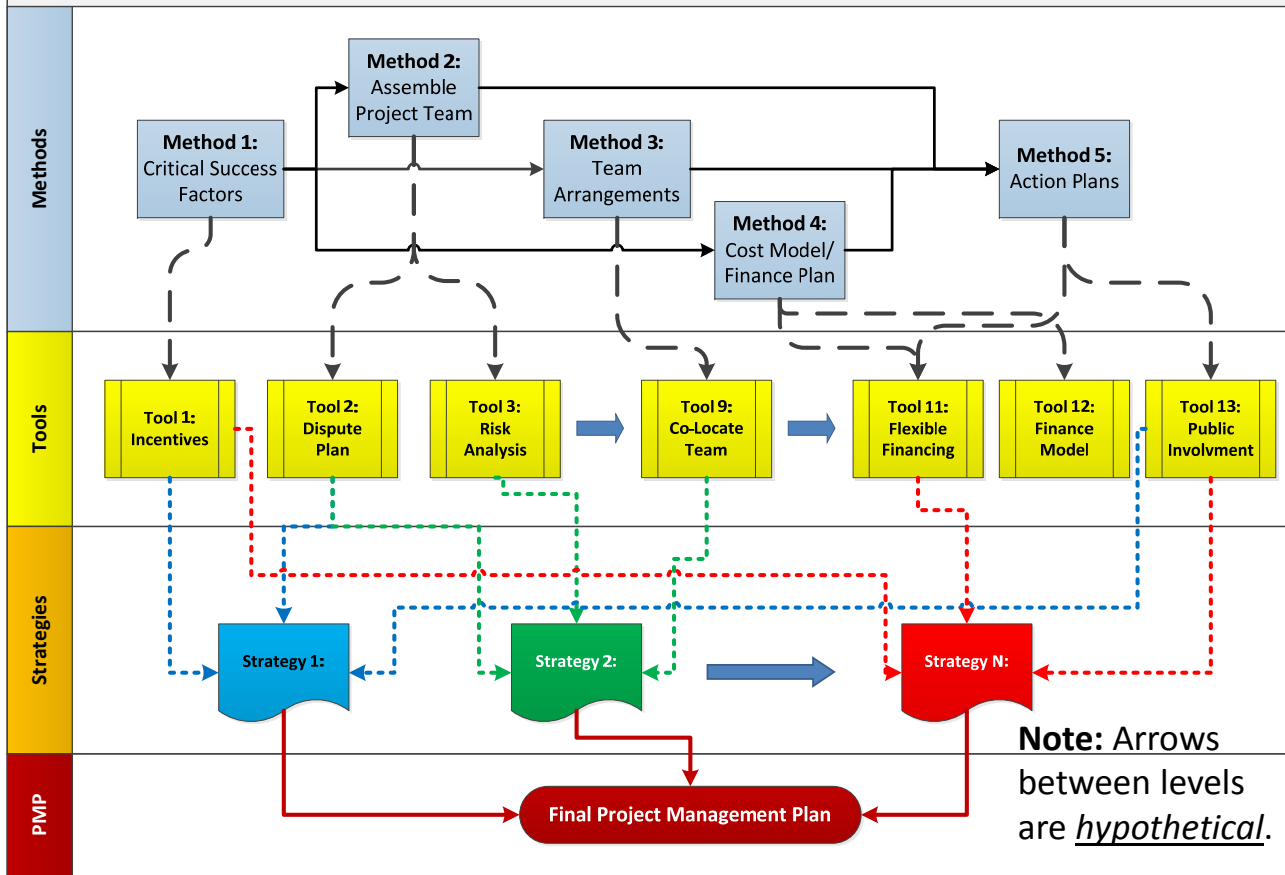 Methods
Method 1:
Critical Success
Factors
Method 2:
Assemble
Project Team
Method 3:
Team
Arrangements
Method 4:
Cost Model/
Finance Plan
Method 5:
Action Plans
Tools
Tool 1:
Incentives
Tool 2:
Dispute
Plan
Tool 3:
Risk
Analysis
Tool 9:
Co-Locate
Team
Tool 11:
Flexible
Financing
Tool 12:
Finance
Model
Tool 13:
Public
Involvment
Strategies
Strategy 1:
Strategy 2:
Strategy N:
PMP
Final Project Management Plan
Note: Arrows
between levels
are hypothetical.